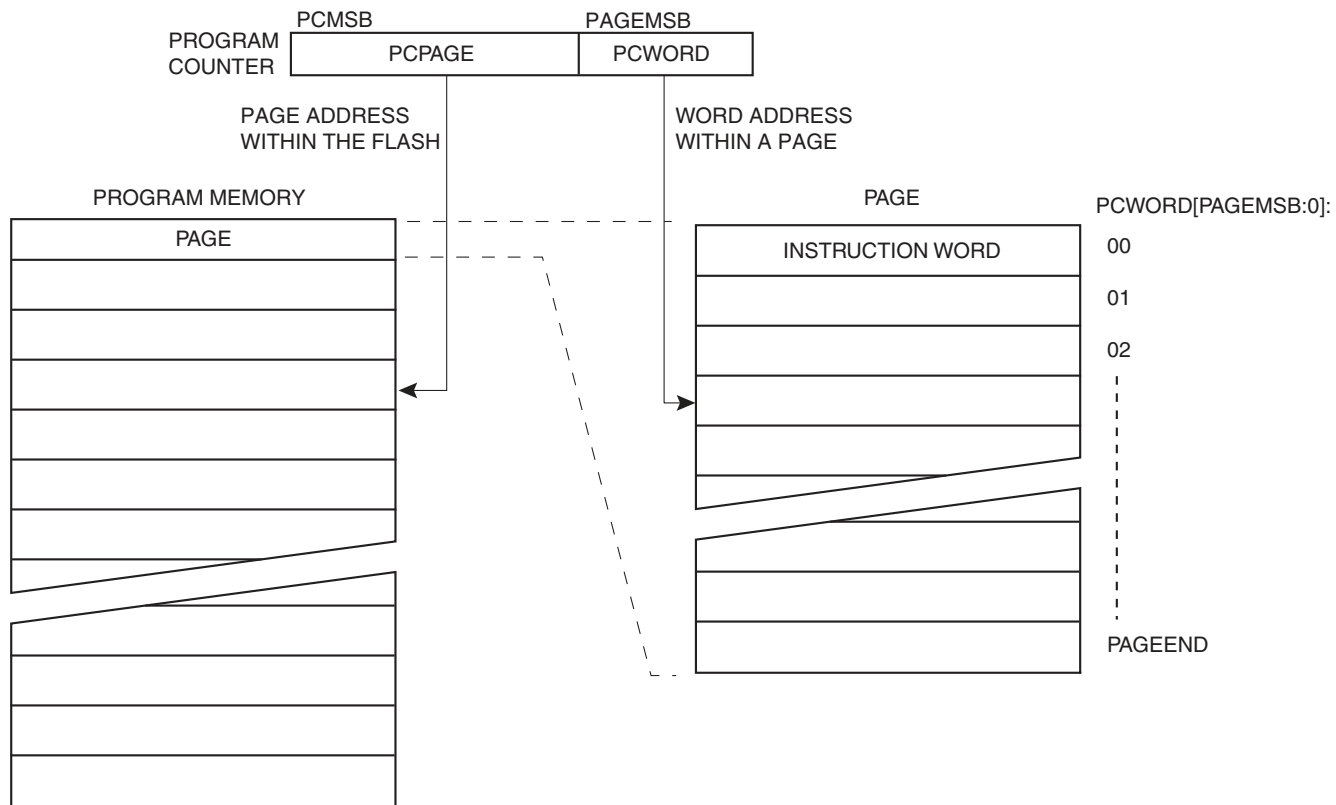 PCMSB
PAGEMSB
PROGRAM
COUNTER
PCPAGE
PCWORD
PAGE ADDRESS
WITHIN THE FLASH
WORD ADDRESS
WITHIN A PAGE
PROGRAM MEMORY
PAGE
PAGE
PCWORD[PAGEMSB:0]:
INSTRUCTION WORD
00
01
02
PAGEEND